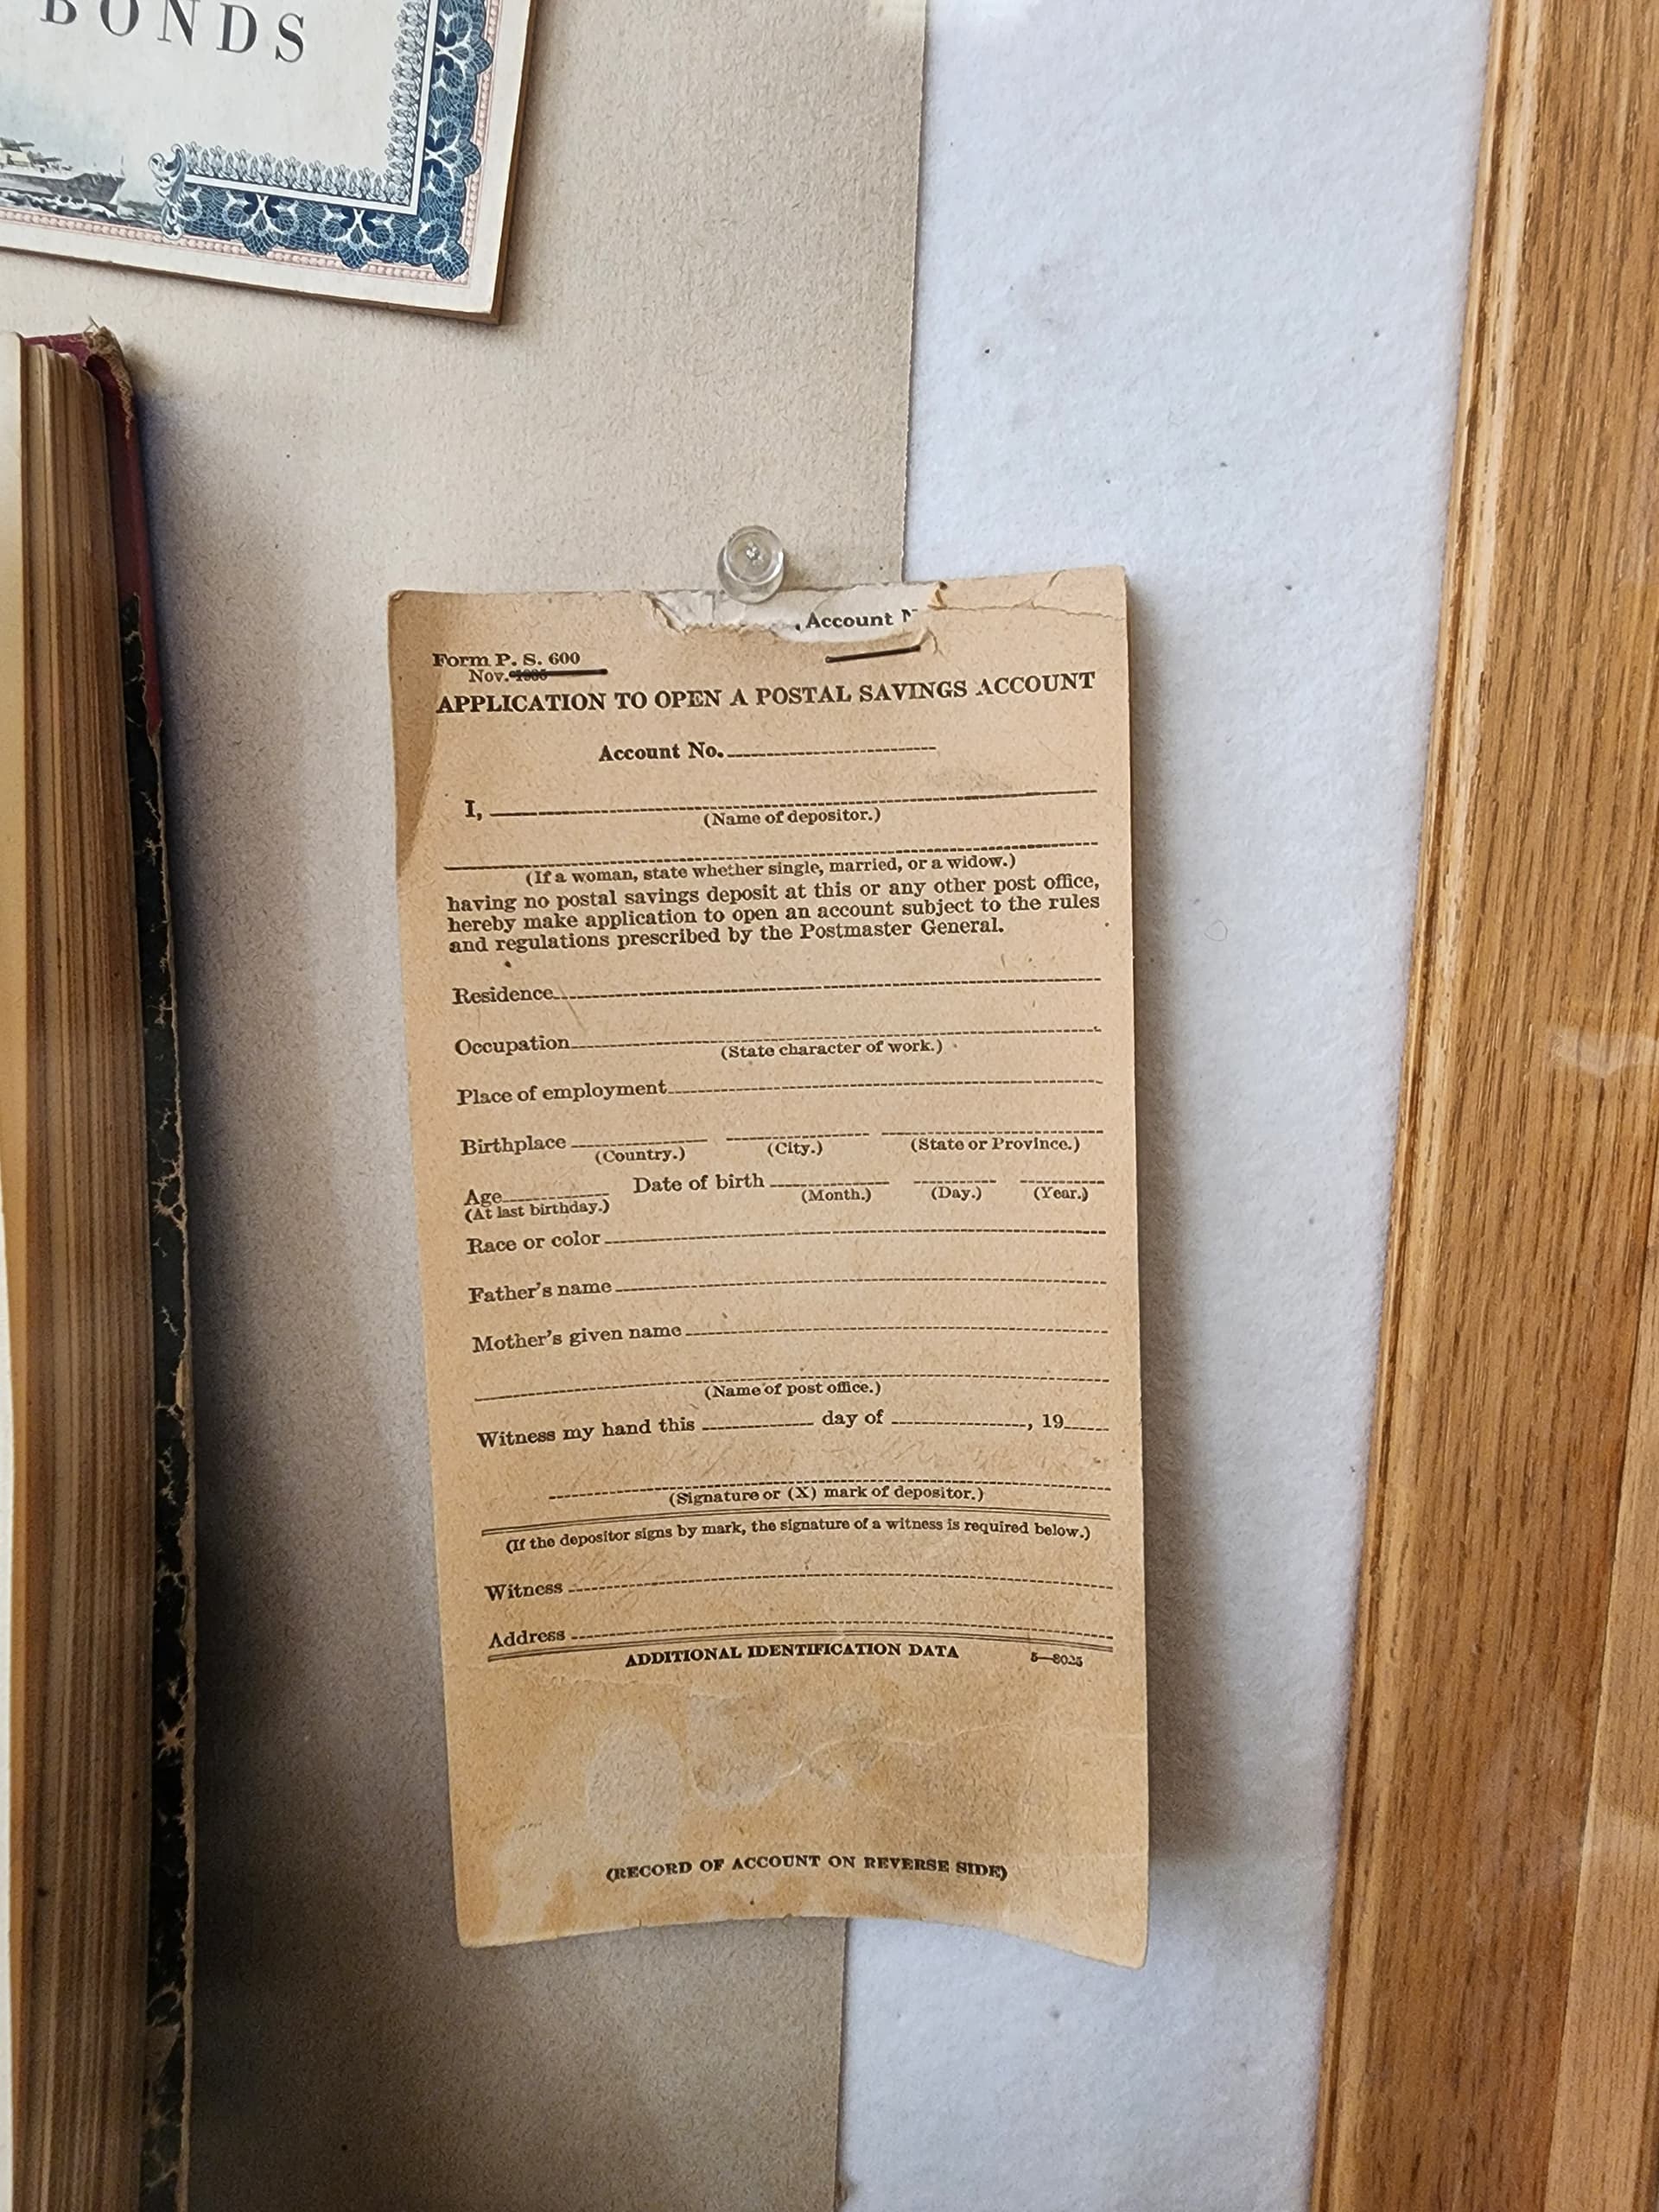 BONDS
Account
Form P. S. 600
Nov.
APPLICATION TO OPEN A POSTAL SAVINGS ACCOUNT
Account No.
I,
(Name of depositor.)
(If a woman, state whether single, married, or a widow.)
having no postal savings deposit at this or any other post office,
hereby make application to open an account subject to the rules
and regulations prescribed by the Postmaster General.
Residence
Occupation
(State character of work.)
Place of employment
Birthplace
(Country.) (City.) (State or Province.)
Age Date of birth
(At last birthday.) (Month.) (Day.) (Year.)
Race or color
Father's name
Mother's given name
(Name of post office.)
Witness my hand this day of , 19
(Signature or (X) mark of depositor.)
(If the depositor signs by mark, the signature of a witness is required below.)
Witness
Address
ADDITIONAL IDENTIFICATION DATA 5—8025
(RECORD OF ACCOUNT ON REVERSE SIDE)